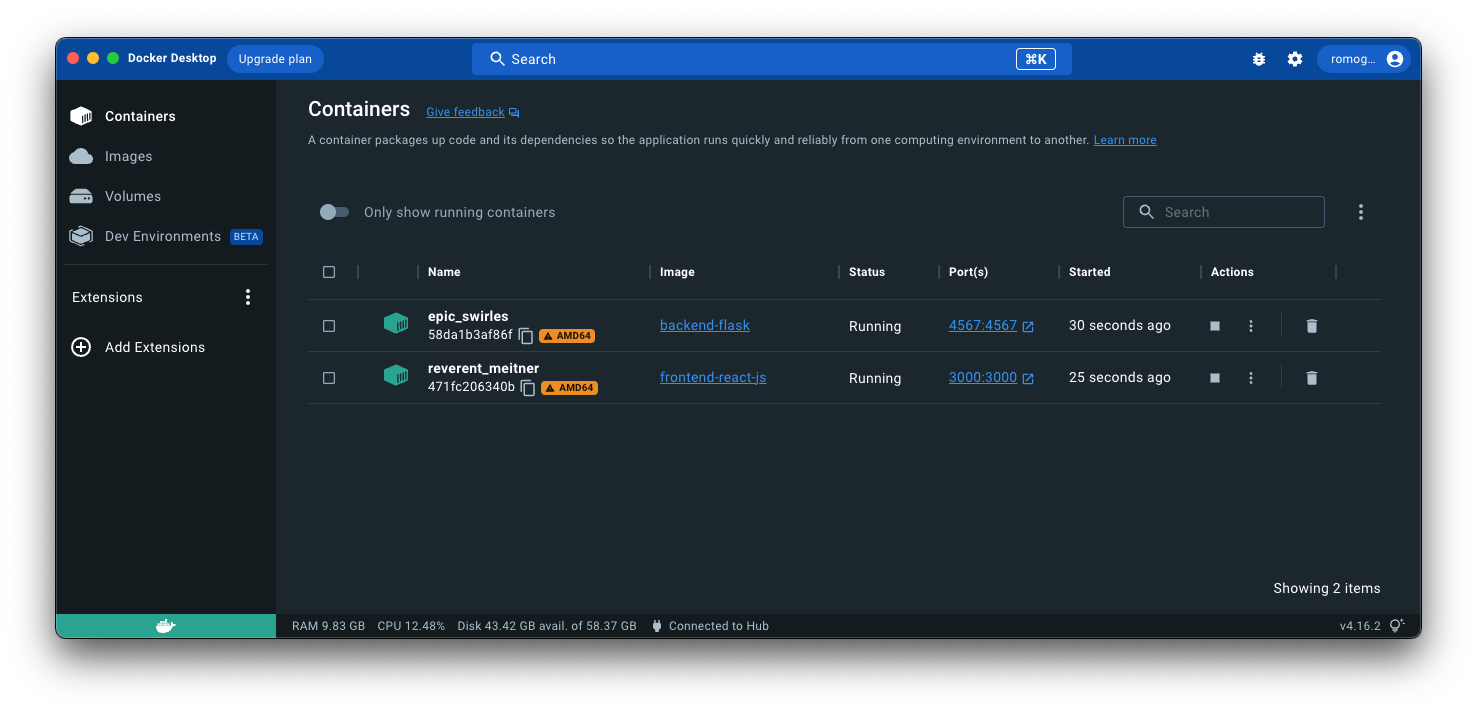 Docker Desktop Upgrade plan Search ⌘K romog...
Containers
Images
Volumes
Dev Environments BETA
Extensions
Add Extensions
Containers Give feedback
A container packages up code and its dependencies so the application runs quickly and reliably from one computing environment to another. Learn more
Only show running containers Search
Name Image Status Port(s) Started Actions
epic_swirles
58da1b3af86f AMD64 backend-flask Running 4567:4567 30 seconds ago
reverent_meitner
471fc206340b AMD64 frontend-react-js Running 3000:3000 25 seconds ago
Showing 2 items
RAM 9.83 GB CPU 12.48% Disk 43.42 GB avail. of 58.37 GB Connected to Hub v4.16.2